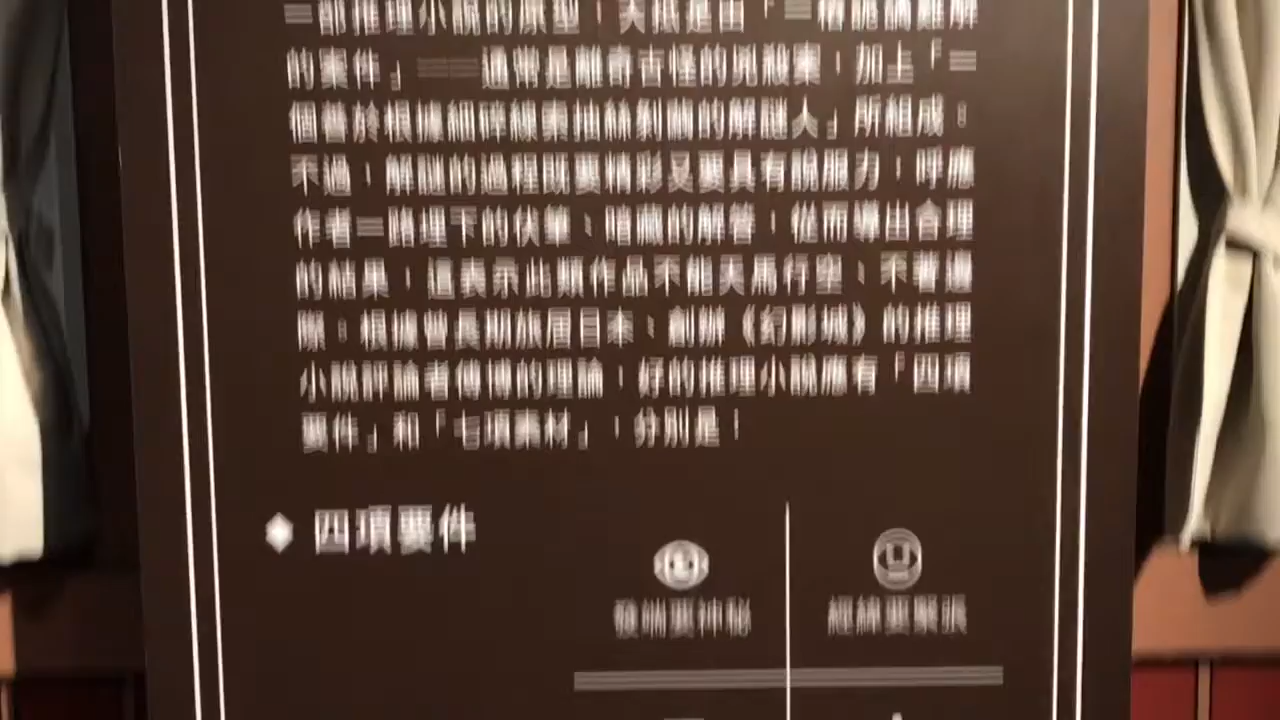 一部推理小說的原型，大抵是由「一樁詭譎難解
的案件」——通常是離奇古怪的兇殺案，加上「一
個善於根據細碎線索抽絲剝繭的解謎人」所組成。
不過，解謎的過程既要精彩又要具有說服力，呼應
作者一路埋下的伏筆、暗藏的解答，從而導出合理
的結果，這表示此類作品不能天馬行空、不著邊
際。根據曾長期旅居日本、創辦《幻影城》的推理
小說評論者傅博的理論，好的推理小說應有「四項
要件」和「七項素材」，分別是：
四項要件
發端要神秘
經緯要緊張